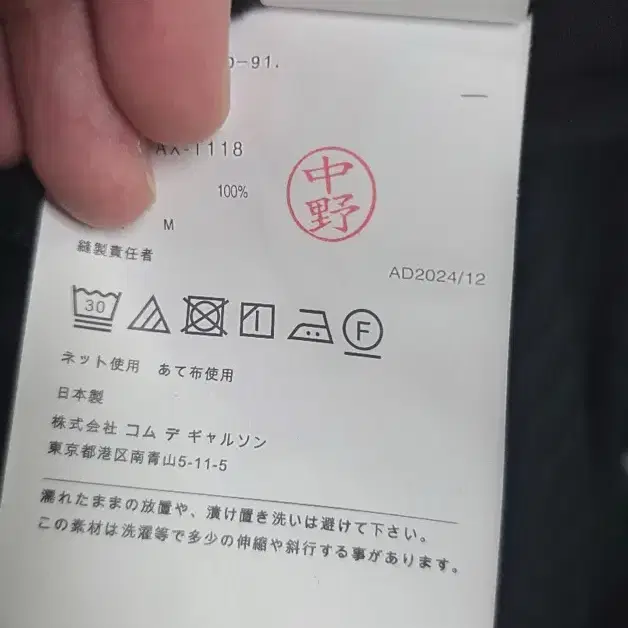 -91.
AX-T118
100%
M
中野
縫製責任者
AD2024/12
30
F
ネット使用 あて布使用
日本製
株式会社 コム デ ギャルソン
東京都港区南青山5-11-5
濡れたままの放置や、漬け置き洗いは避けて下さい。
この素材は洗濯等で多少の伸縮や斜行する事があります。